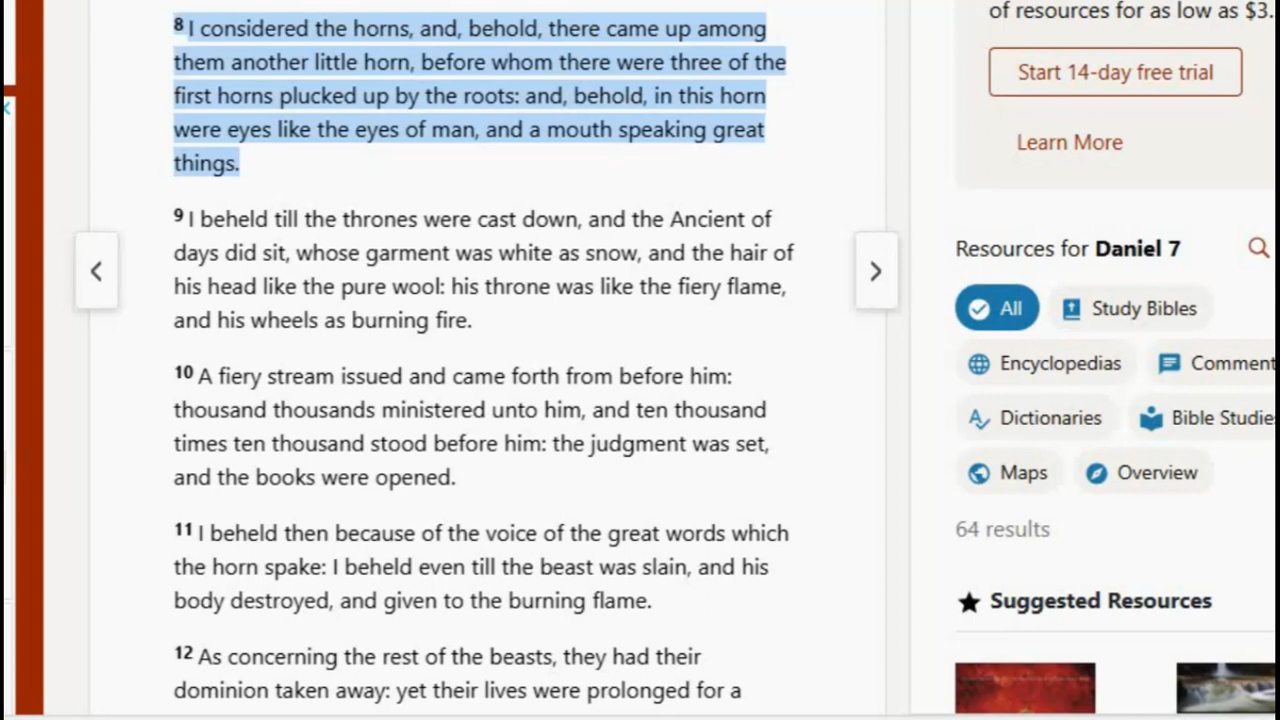 8 I considered the horns, and, behold, there came up among
them another little horn, before whom there were three of the
first horns plucked up by the roots: and, behold, in this horn
were eyes like the eyes of man, and a mouth speaking great
things.
9 I beheld till the thrones were cast down, and the Ancient of
days did sit, whose garment was white as snow, and the hair of
his head like the pure wool: his throne was like the fiery flame,
and his wheels as burning fire.
10 A fiery stream issued and came forth from before him:
thousand thousands ministered unto him, and ten thousand
times ten thousand stood before him: the judgment was set,
and the books were opened.
11 I beheld then because of the voice of the great words which
the horn spake: I beheld even till the beast was slain, and his
body destroyed, and given to the burning flame.
12 As concerning the rest of the beasts, they had their
dominion taken away: yet their lives were prolonged for a
of resources for as low as $3.
Start 14-day free trial
Learn More
Resources for Daniel 7
All
Study Bibles
Encyclopedias
Comment
Dictionaries
Bible Studie
Maps
Overview
64 results
Suggested Resources